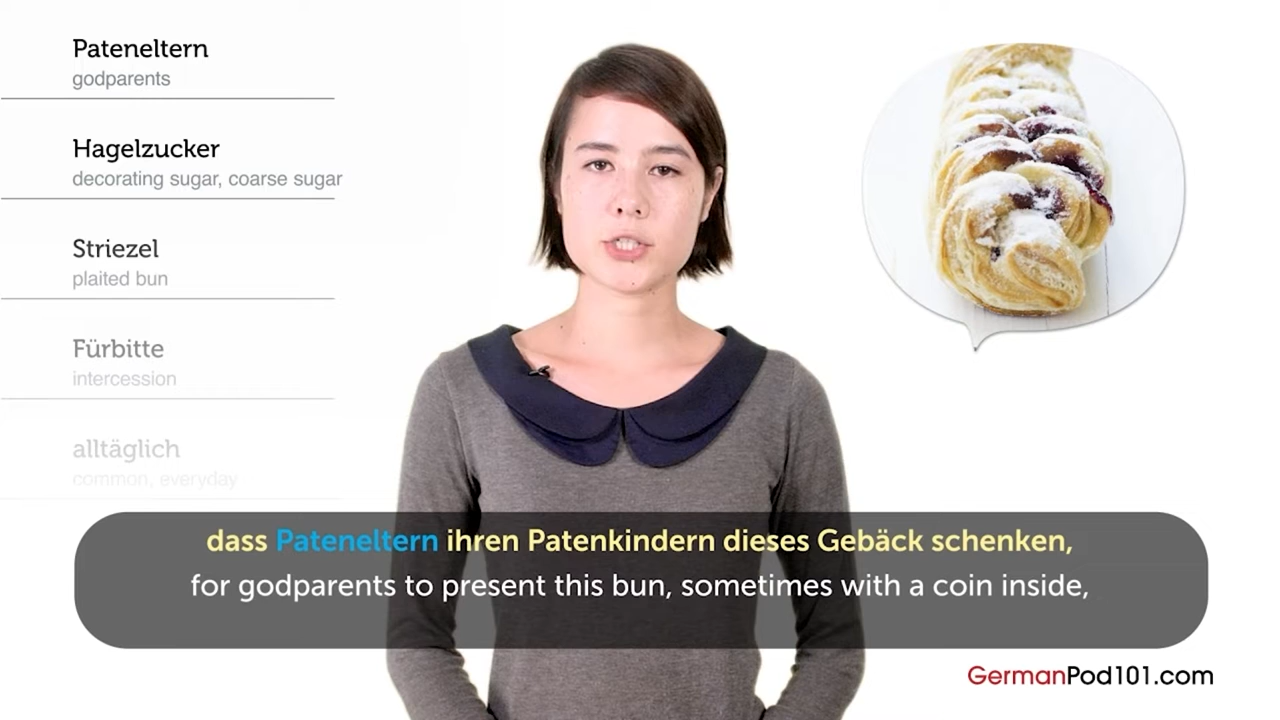 Pateneltern
godparents
Hagelzucker
decorating sugar, coarse sugar
Striezel
plaited bun
Fürbitte
intercession
alltäglich
common, everyday
dass Pateneltern ihren Patenkindern dieses Gebäck schenken,
for godparents to present this bun, sometimes with a coin inside,
GermanPod101.com